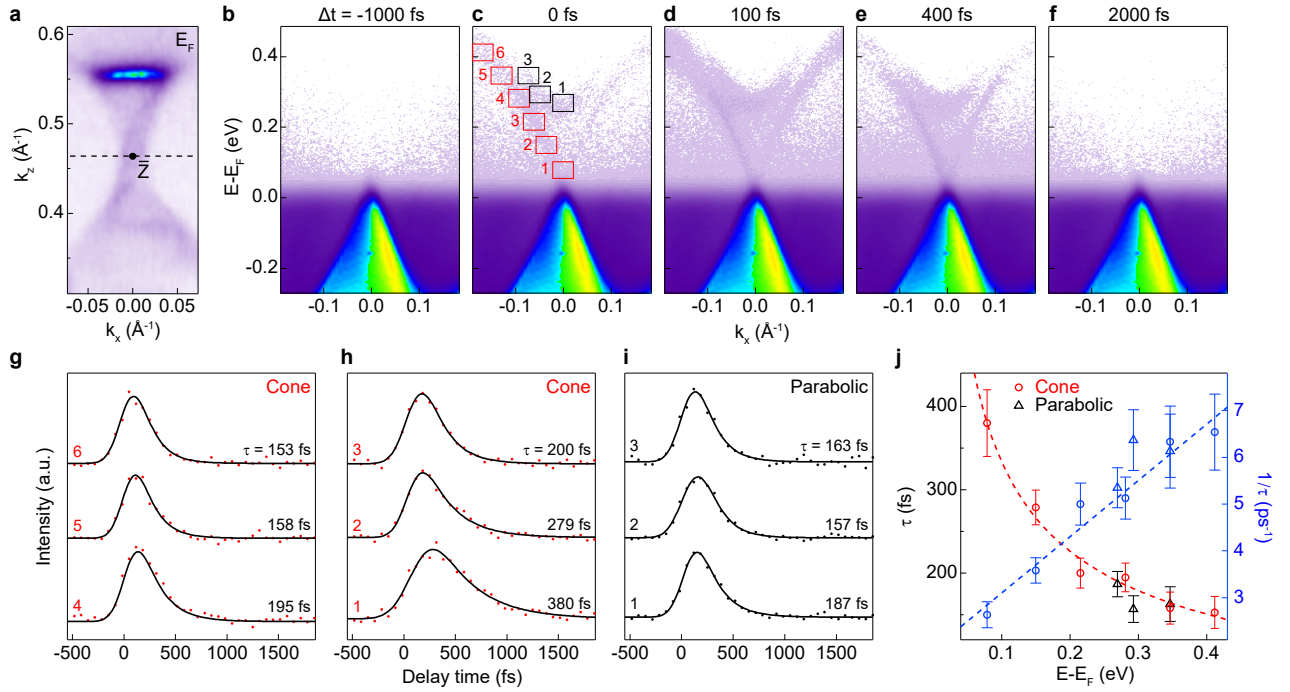 a
b
Δt = -1000 fs
c
0 fs
d
100 fs
e
400 fs
f
2000 fs
0.6
0.5
0.4
k_z (Å⁻¹)
E_F
Z̿
-0.05 0.00 0.05
k_x (Å⁻¹)
0.4
0.2
0.0
-0.2
E-E_F (eV)
6
5
4
3
2
1
3
2
1
-0.1 0.0 0.1
-0.1 0.0 0.1
-0.1 0.0 0.1
-0.1 0.0 0.1
-0.1 0.0 0.1
k_x (Å⁻¹)
g
Cone
6
τ = 153 fs
5
158 fs
4
195 fs
Intensity (a.u.)
-500 0 500 1000 1500
h
Cone
3
τ = 200 fs
2
279 fs
1
380 fs
-500 0 500 1000 1500
Delay time (fs)
i
Parabolic
3
τ = 163 fs
2
157 fs
1
187 fs
-500 0 500 1000 1500
j
Cone
Parabolic
400
300
200
τ (fs)
7
6
5
4
3
1/τ (ps⁻¹)
0.1 0.2 0.3 0.4
E-E_F (eV)